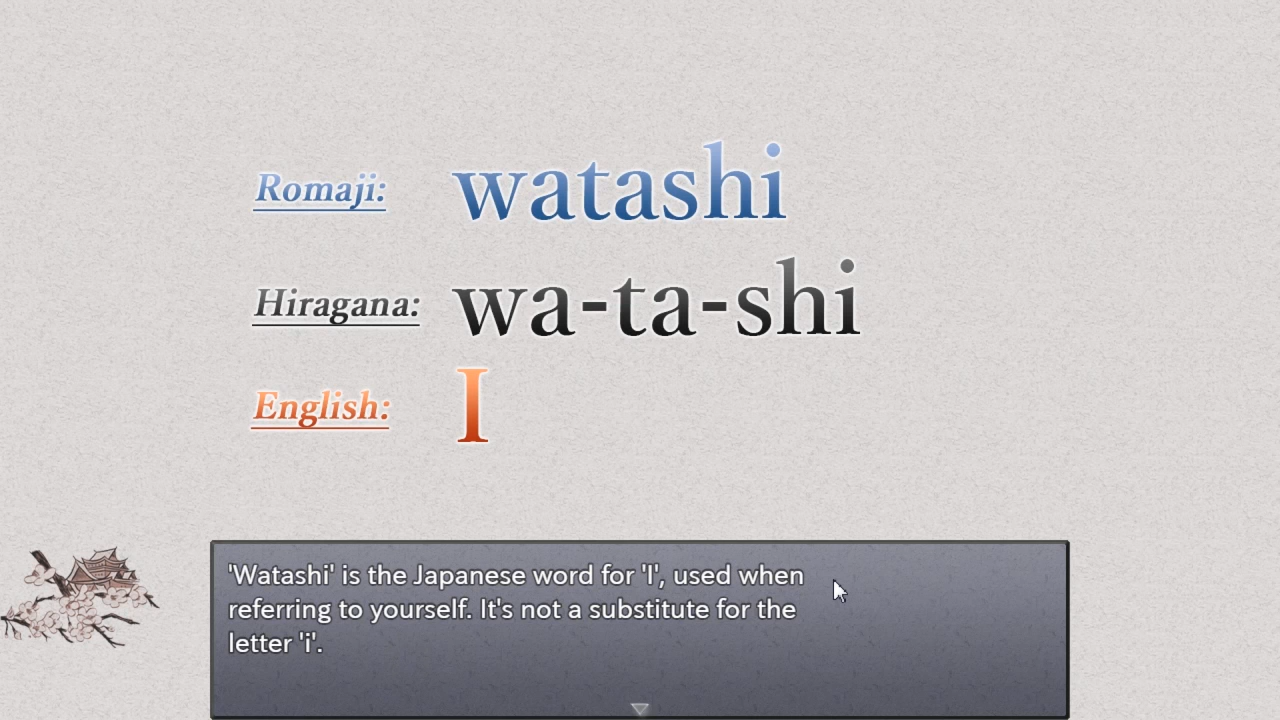 Romaji: watashi
Hiragana: wa-ta-shi
English: I
'Watashi' is the Japanese word for 'I', used when
referring to yourself. It's not a substitute for the
letter 'i'.